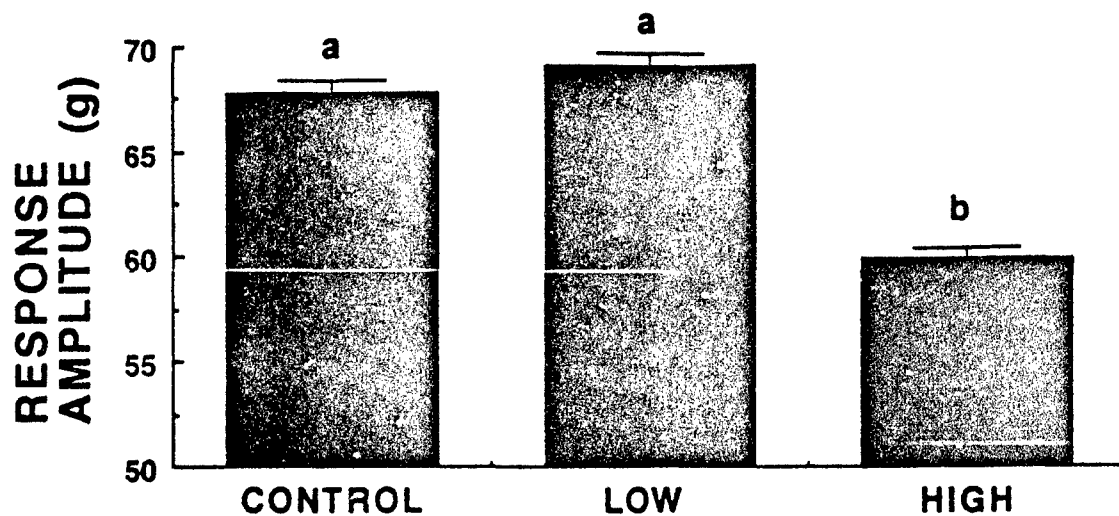 RESPONSE
AMPLITUDE (g)
70
65
60
55
50
a
a
b
CONTROL
LOW
HIGH